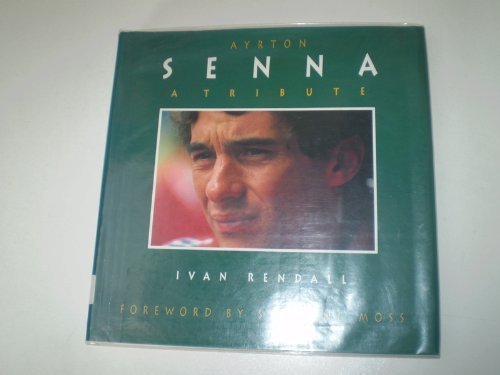 AYRTON
SENNA
A TRIBUTE
IVAN RENDALL
FOREWORD BY MOSS